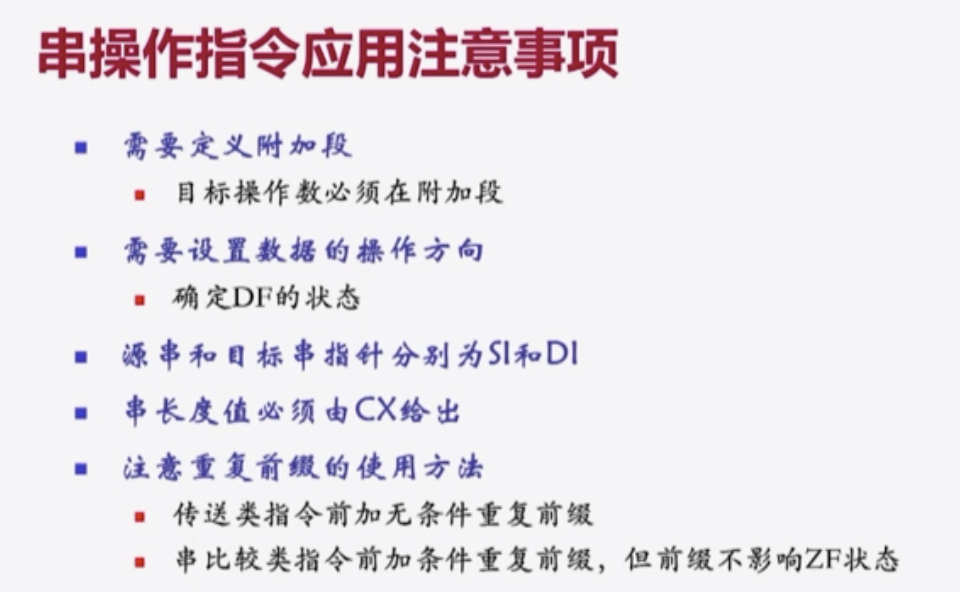 串操作指令应用注意事项
需要定义附加段
目标操作数必须在附加段
需要设置数据的操作方向
确定DF的状态
源串和目标串指针分别为SI和DI
串长度值必须由CX给出
注意重复前缀的使用方法
传送类指令前加无条件重复前缀
串比较类指令前加条件重复前缀，但前缀不影响ZF状态